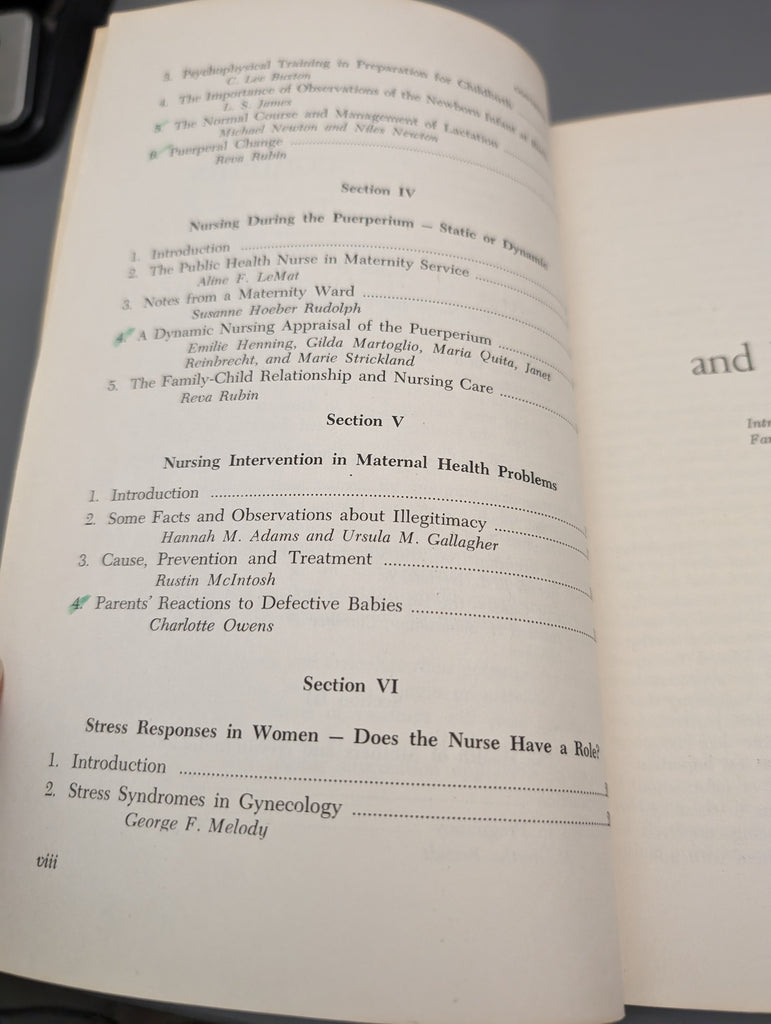 3. Psychophysical Training in Preparation for Childbirth
C. Lee Buxton
4. The Importance of Observations of the Newborn Infant at
L. S. James
5. The Normal Course and Management of Lactation
Michael Newton and Niles Newton
6. Puerperal Change
Reva Rubin
Section IV
Nursing During the Puerperium — Static or Dynamic
1. Introduction
2. The Public Health Nurse in Maternity Service
Aline F. LeMat
3. Notes from a Maternity Ward
Susanne Hoeber Rudolph
4. A Dynamic Nursing Appraisal of the Puerperium
Emilie Henning, Gilda Martoglio, Maria Quita, Janet
Reinbrecht, and Marie Strickland
5. The Family-Child Relationship and Nursing Care
Reva Rubin
Section V
Nursing Intervention in Maternal Health Problems
1. Introduction
2. Some Facts and Observations about Illegitimacy
Hannah M. Adams and Ursula M. Gallagher
3. Cause, Prevention and Treatment
Rustin McIntosh
4. Parents' Reactions to Defective Babies
Charlotte Owens
Section VI
Stress Responses in Women — Does the Nurse Have a Role?
1. Introduction
2. Stress Syndromes in Gynecology
George F. Melody
viii
and